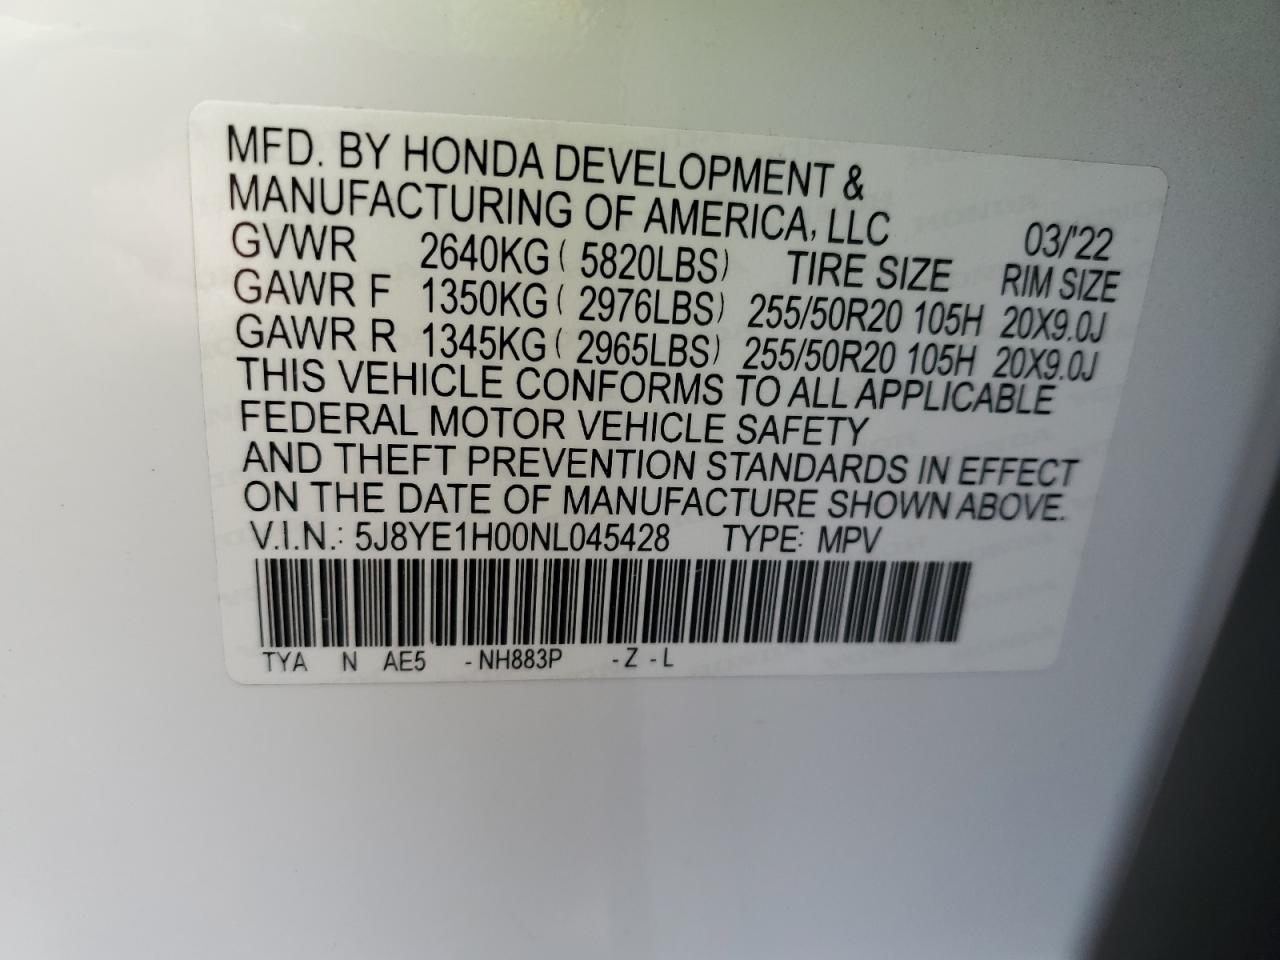 MFD. BY HONDA DEVELOPMENT &
MANUFACTURING OF AMERICA, LLC 03/'22
GVWR 2640KG ( 5820LBS) TIRE SIZE RIM SIZE
GAWR F 1350KG ( 2976LBS) 255/50R20 105H 20X9.0J
GAWR R 1345KG ( 2965LBS) 255/50R20 105H 20X9.0J
THIS VEHICLE CONFORMS TO ALL APPLICABLE
FEDERAL MOTOR VEHICLE SAFETY
AND THEFT PREVENTION STANDARDS IN EFFECT
ON THE DATE OF MANUFACTURE SHOWN ABOVE.
V.I.N.: 5J8YE1H00NL045428 TYPE: MPV
TYA N AE5 - NH883P - Z - L